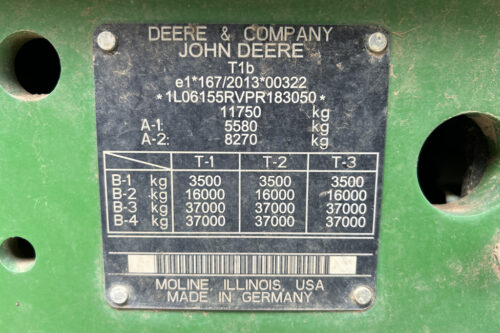 DEERE & COMPANY
JOHN DEERE
T1b
e1*167/2013*00322
*1L06155RVPR183050*
11750 kg
A-1: 5580 kg
A-2: 8270 kg
T-1 T-2 T-3
B-1 kg 3500 3500 3500
B-2 kg 16000 16000 16000
B-3 kg 37000 37000 37000
B-4 kg 37000 37000 37000
MOLINE, ILLINOIS, USA
MADE IN GERMANY